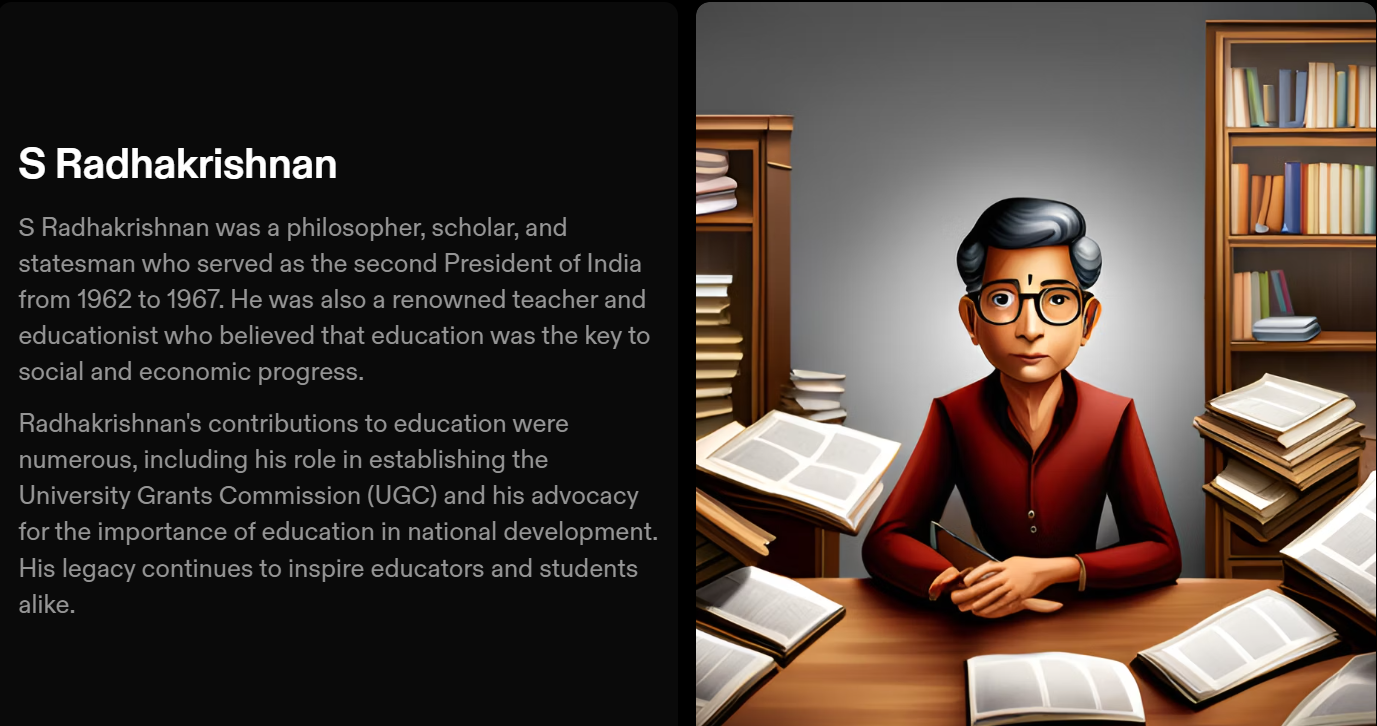 S Radhakrishnan
S Radhakrishnan was a philosopher, scholar, and
statesman who served as the second President of India
from 1962 to 1967. He was also a renowned teacher and
educationist who believed that education was the key to
social and economic progress.
Radhakrishnan's contributions to education were
numerous, including his role in establishing the
University Grants Commission (UGC) and his advocacy
for the importance of education in national development.
His legacy continues to inspire educators and students
alike.